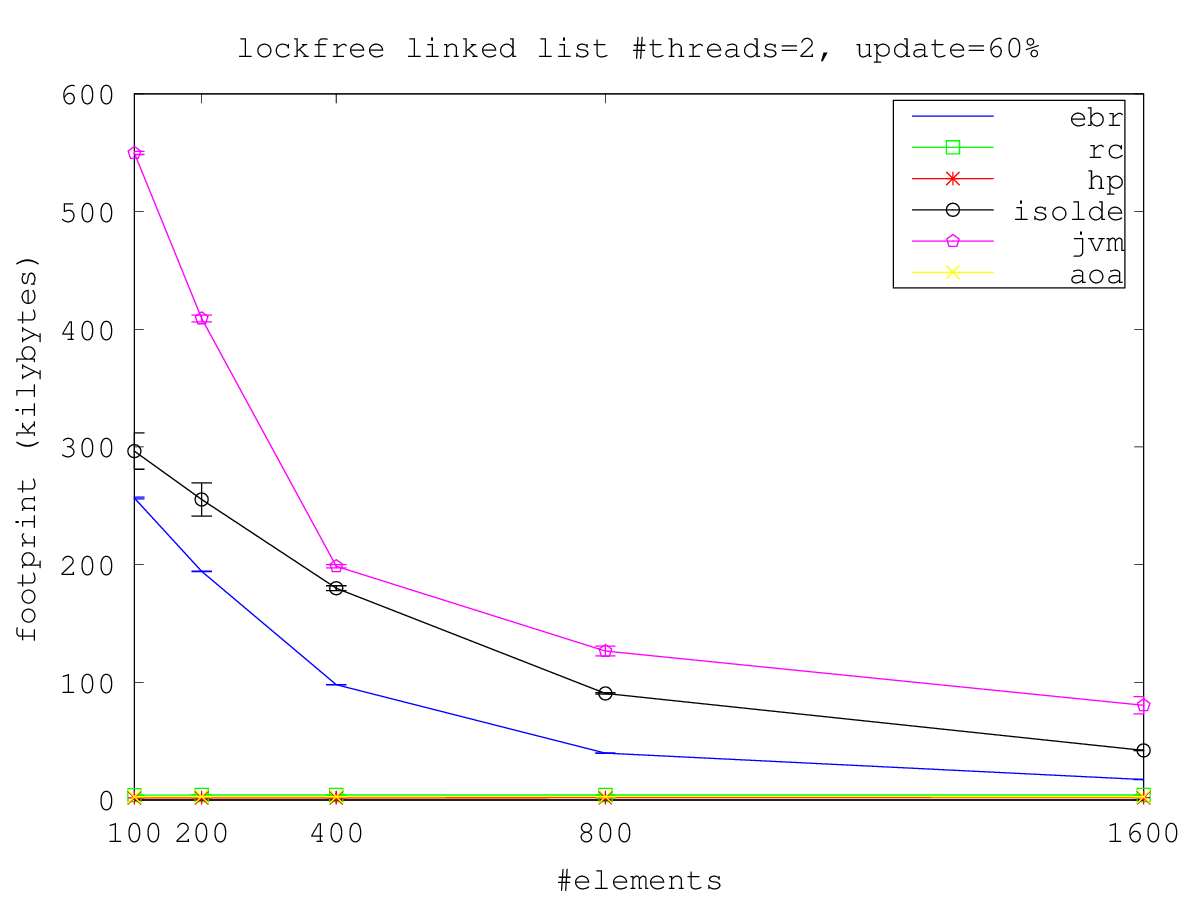 lockfree linked list #threads=2, update=60%
600
500
400
300
200
100
0
footprint (kilybytes)
ebr
rc
hp
isolde
jvm
aoa
100 200 400 800 1600
#elements